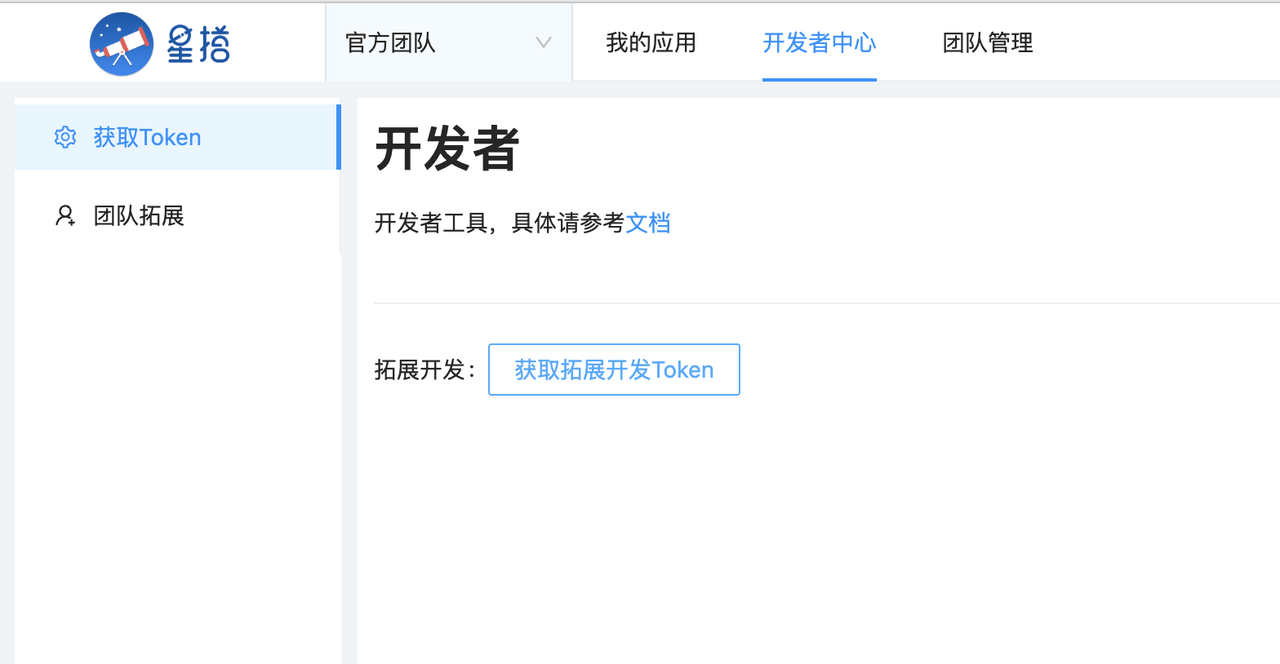 星搭
官方团队
我的应用
开发者中心
团队管理
获取Token
团队拓展
开发者
开发者工具，具体请参考文档
拓展开发： 获取拓展开发Token